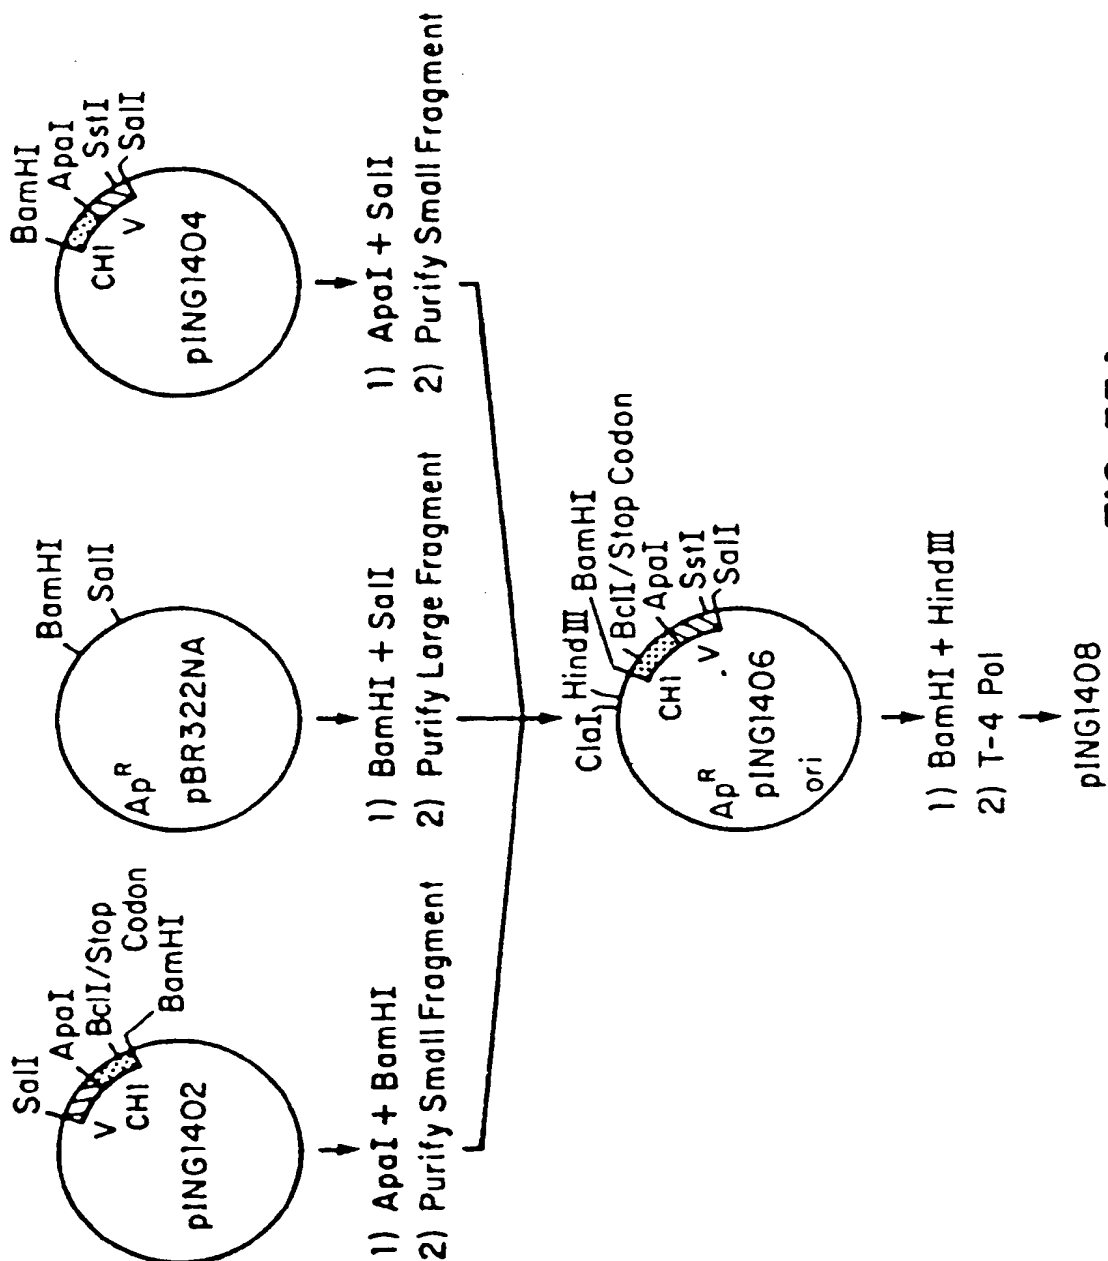 SalI
ApaI
BclI/Stop
Codon
BamHI
V
CH1
pING1402
1) ApaI + BamHI
2) Purify Small Fragment
BamHI
SalI
Ap^R
pBR322NA
1) BamHI + SalI
2) Purify Large Fragment
BamHI
ApaI
SstI
SalI
CH1
V
pING1404
1) ApaI + SalI
2) Purify Small Fragment
ClaI
HindIII
BamHI
BclI/Stop Codon
ApaI
SstI
SalI
CH1
V
Ap^R
pING1406
ori
1) BamHI + HindIII
2) T-4 Pol
pING1408